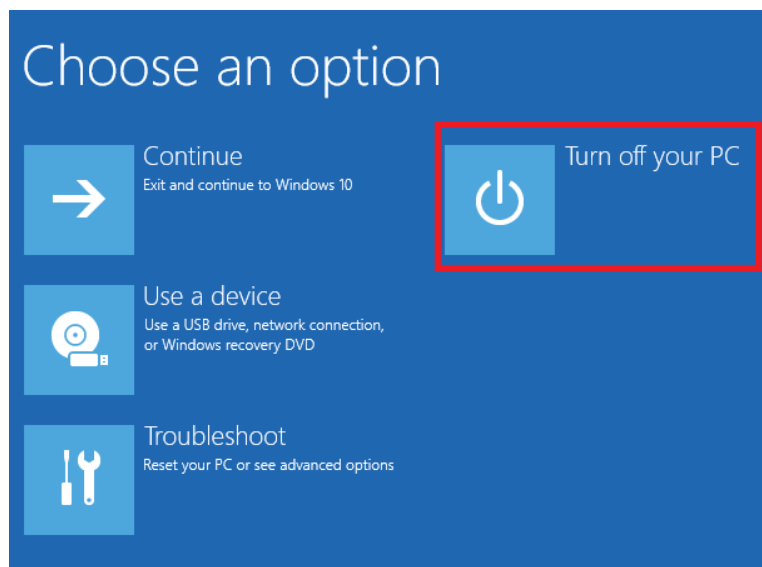 Choose an option
Continue
Exit and continue to Windows 10
Turn off your PC
Use a device
Use a USB drive, network connection,
or Windows recovery DVD
Troubleshoot
Reset your PC or see advanced options